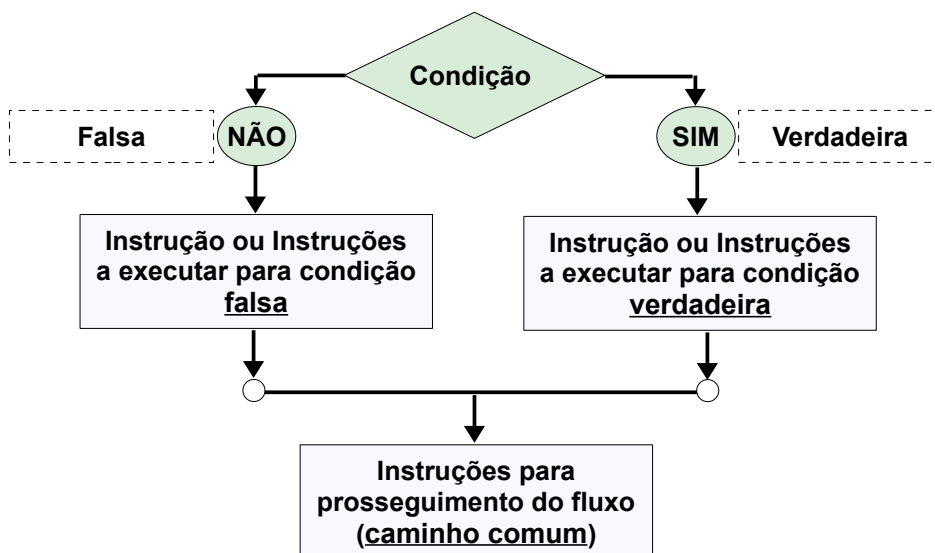 Condição
Falsa
NÃO
SIM
Verdadeira
Instrução ou Instruções
a executar para condição
falsa
Instrução ou Instruções
a executar para condição
verdadeira
Instruções para
prosseguimento do fluxo
(caminho comum)